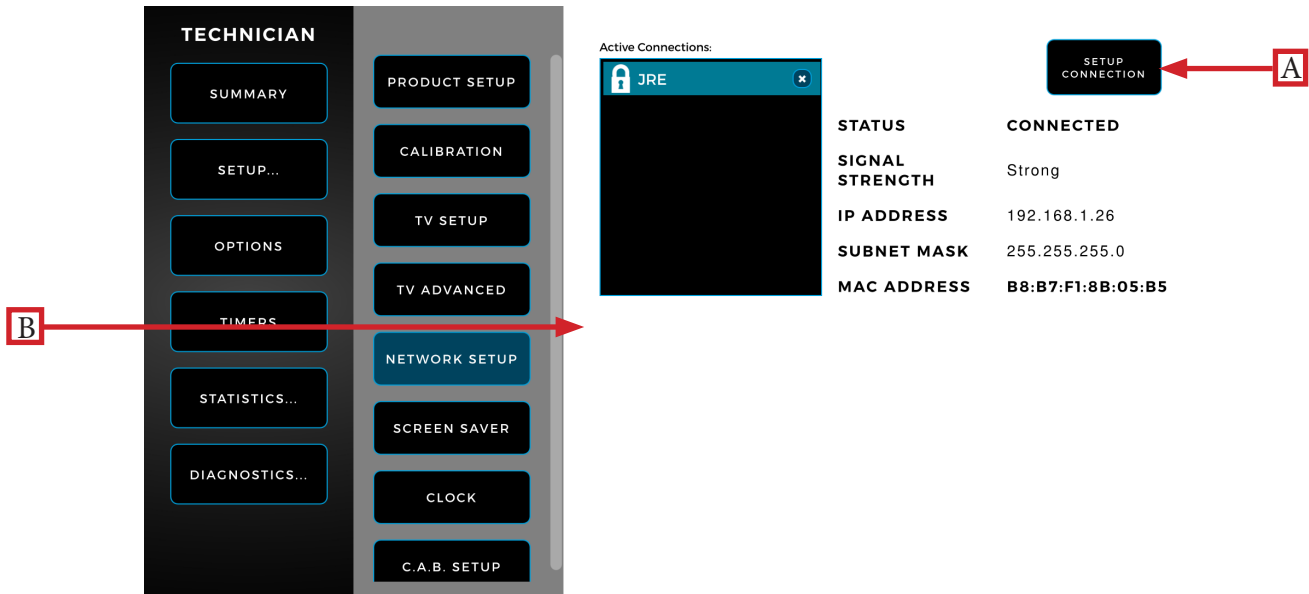 TECHNICIAN
SUMMARY
SETUP...
OPTIONS
TIMERS
STATISTICS...
DIAGNOSTICS...
PRODUCT SETUP
CALIBRATION
TV SETUP
TV ADVANCED
NETWORK SETUP
SCREEN SAVER
CLOCK
C.A.B. SETUP
Active Connections:
JRE
SETUP
CONNECTION
A
STATUS CONNECTED
SIGNAL
STRENGTH Strong
IP ADDRESS 192.168.1.26
SUBNET MASK 255.255.255.0
MAC ADDRESS B8:B7:F1:8B:05:B5
B